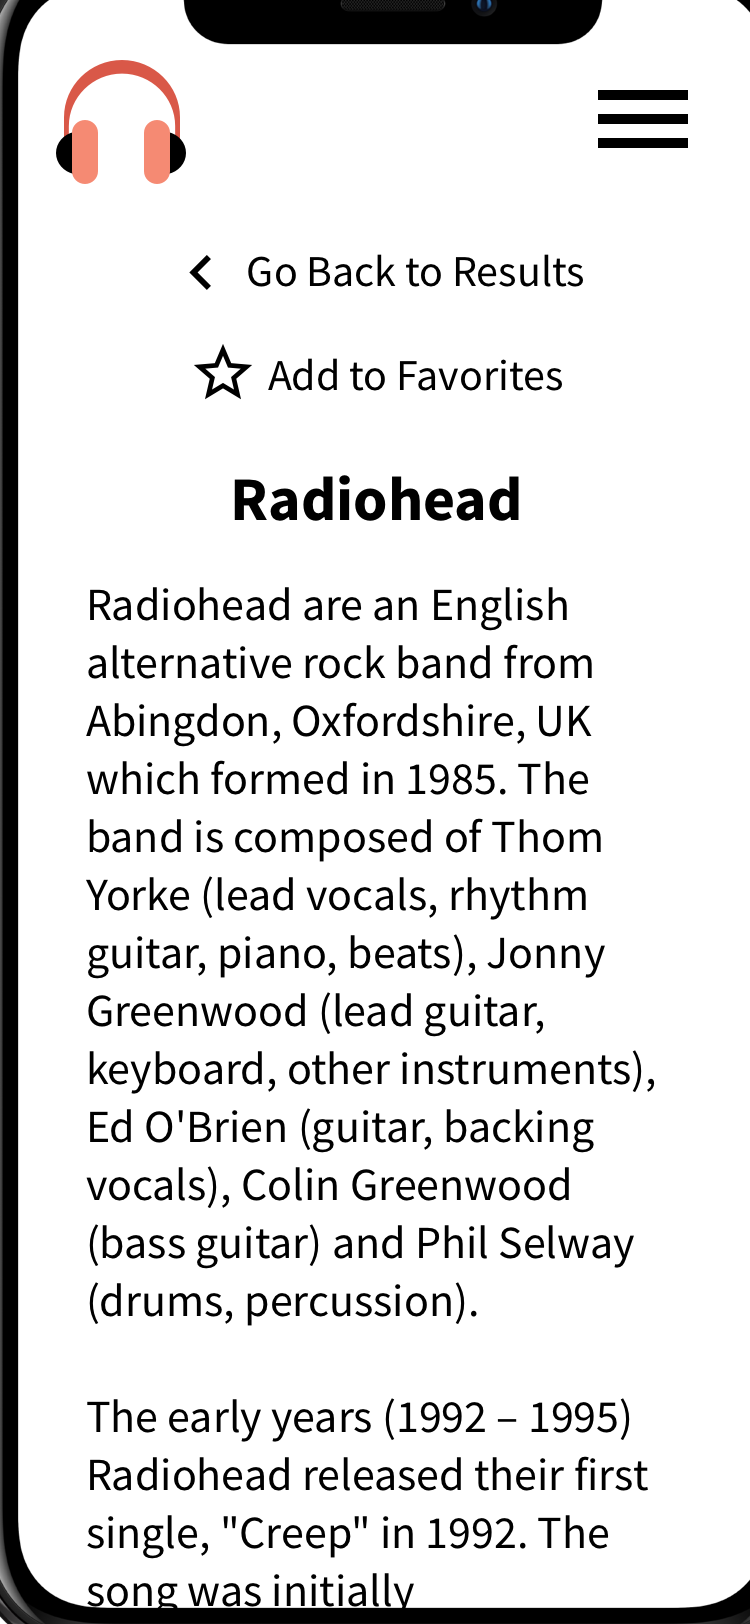 Go Back to Results
Add to Favorites
Radiohead
Radiohead are an English
alternative rock band from
Abingdon, Oxfordshire, UK
which formed in 1985. The
band is composed of Thom
Yorke (lead vocals, rhythm
guitar, piano, beats), Jonny
Greenwood (lead guitar,
keyboard, other instruments),
Ed O'Brien (guitar, backing
vocals), Colin Greenwood
(bass guitar) and Phil Selway
(drums, percussion).
The early years (1992 – 1995)
Radiohead released their first
single, "Creep" in 1992. The
song was initially